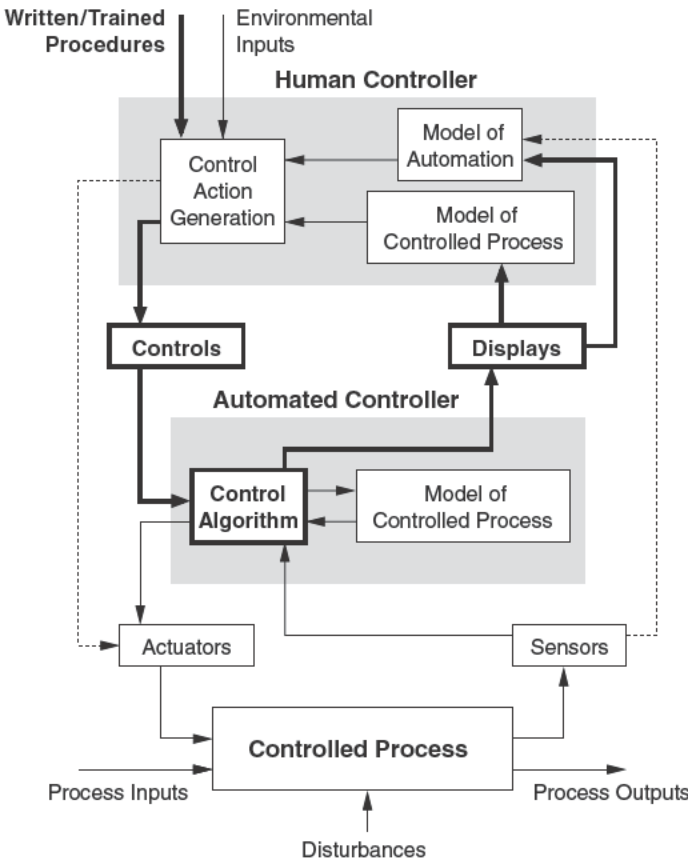 Written/Trained
Procedures
Environmental
Inputs
Human Controller
Control
Action
Generation
Model of
Automation
Model of
Controlled Process
Controls
Displays
Automated Controller
Control
Algorithm
Model of
Controlled Process
Actuators
Sensors
Controlled Process
Process Inputs
Process Outputs
Disturbances